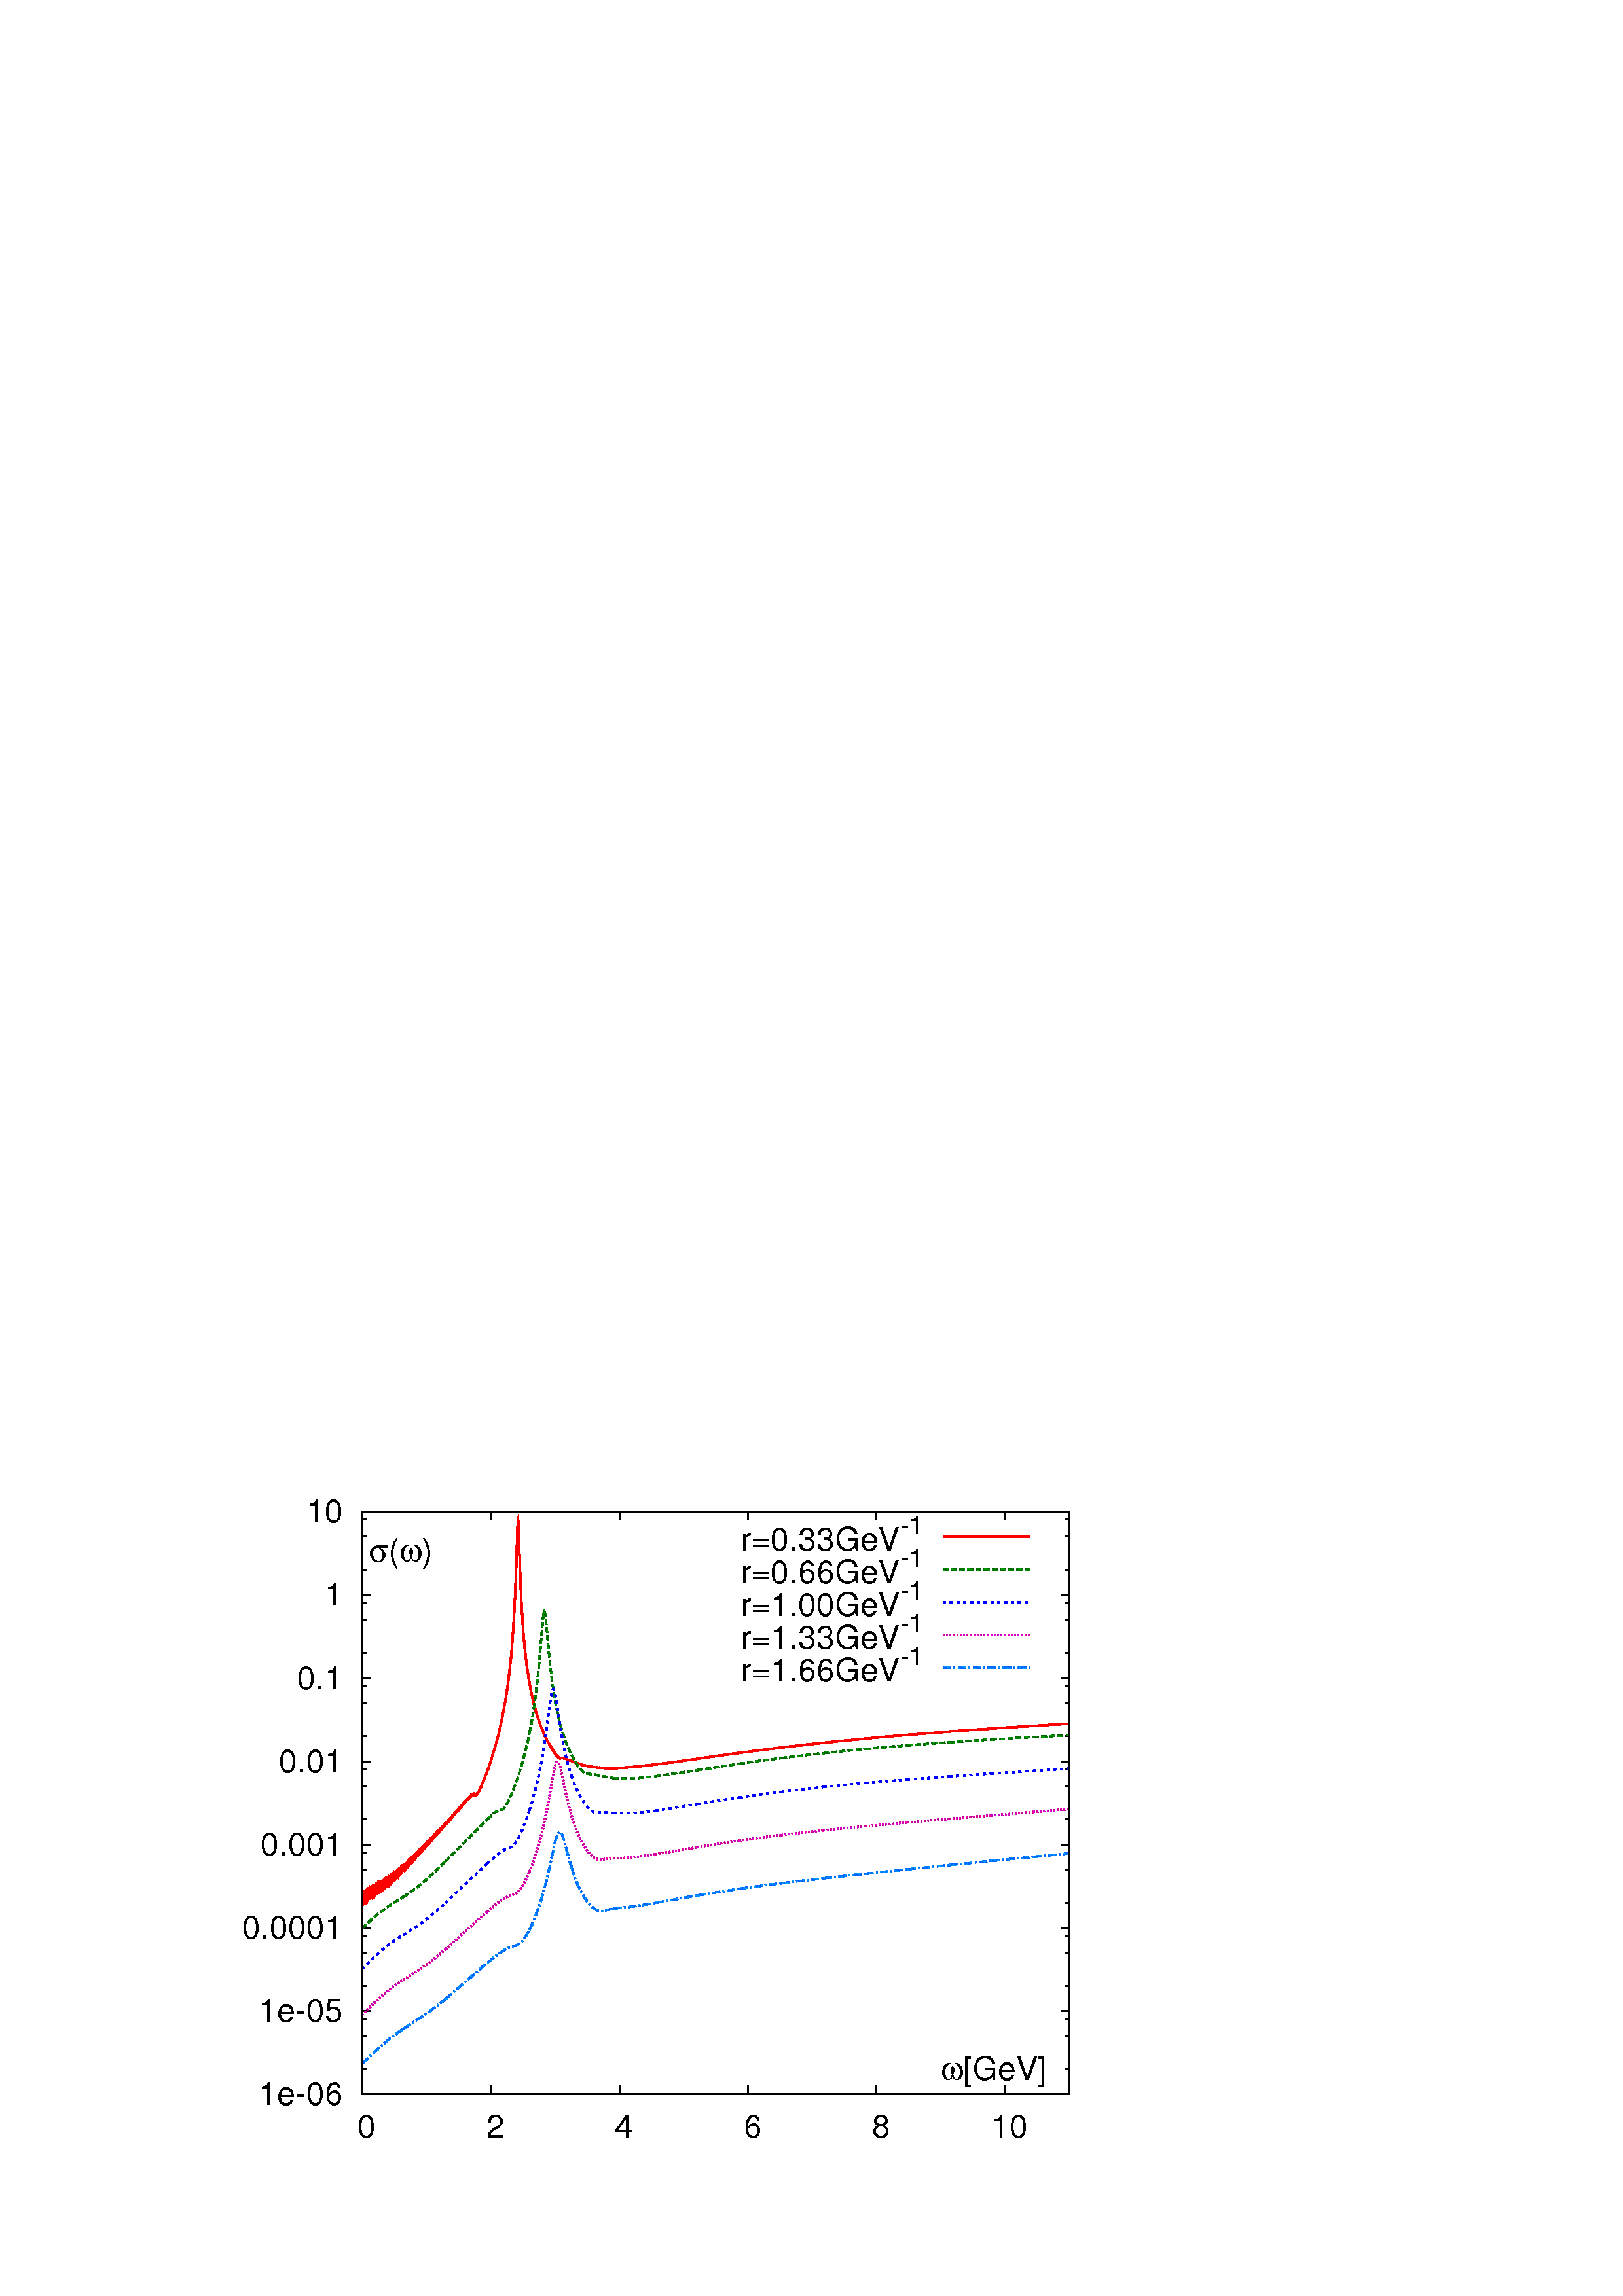 10
σ(ω)
r=0.33GeV-1
r=0.66GeV-1
r=1.00GeV-1
r=1.33GeV-1
r=1.66GeV-1
1
0.1
0.01
0.001
0.0001
1e-05
1e-06
ω[GeV]
0 2 4 6 8 10